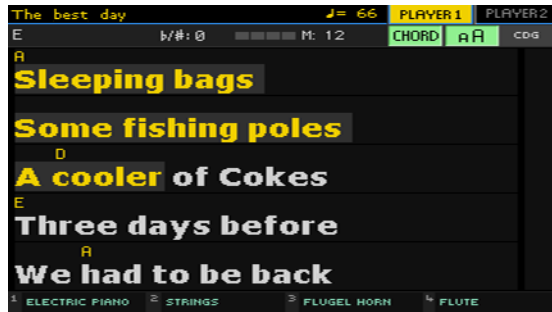 The best day ♩= 66 PLAYER 1 PLAYER 2
E ♭/#: 0 M: 12 CHORD AA CDG
A
Sleeping bags
Some fishing poles
D
A cooler of Cokes
E
Three days before
A
We had to be back
1 ELECTRIC PIANO 2 STRINGS 3 FLUGEL HORN 4 FLUTE